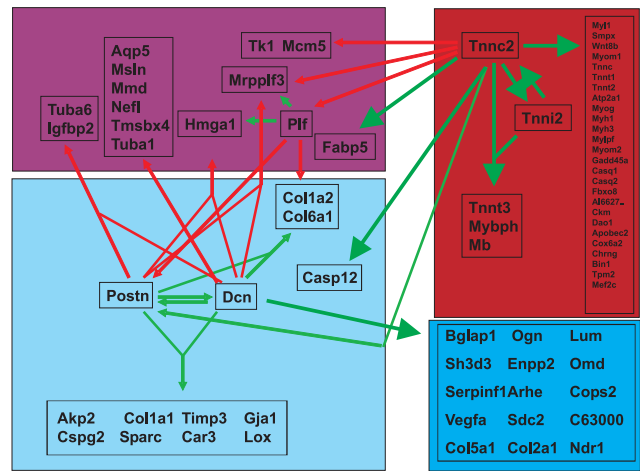 Tk1 Mcm5
Mrpplf3
Aqp5
Msln
Mmd
Nefl
Tmsbx4
Tuba1
Tuba6
Igfbp2
Hmga1
Plf
Fabp5
Tnnc2
Tnni2
Tnnt3
Mybph
Mb
Myl1
Smpx
Wnt6b
Myom1
Tnnc
Tnnt1
Tnnt2
Atp2a1
Myog
Myh1
Myh3
Mylpf
Myom2
Gadd45a
Casq1
Casq2
Fbxo8
Al6627..
Ckm
Dao1
Apobec2
Cox6a2
Chrng
Bin1
Tpm2
Mef2c
Col1a2
Col6a1
Casp12
Postn
Dcn
Akp2 Col1a1 Timp3 Gja1
Cspg2 Sparc Car3 Lox
Bglap1 Ogn Lum
Sh3d3 Enpp2 Omd
Serpinf1 Arhe Cops2
Vegfa Sdc2 C63000
Col5a1 Col2a1 Ndr1